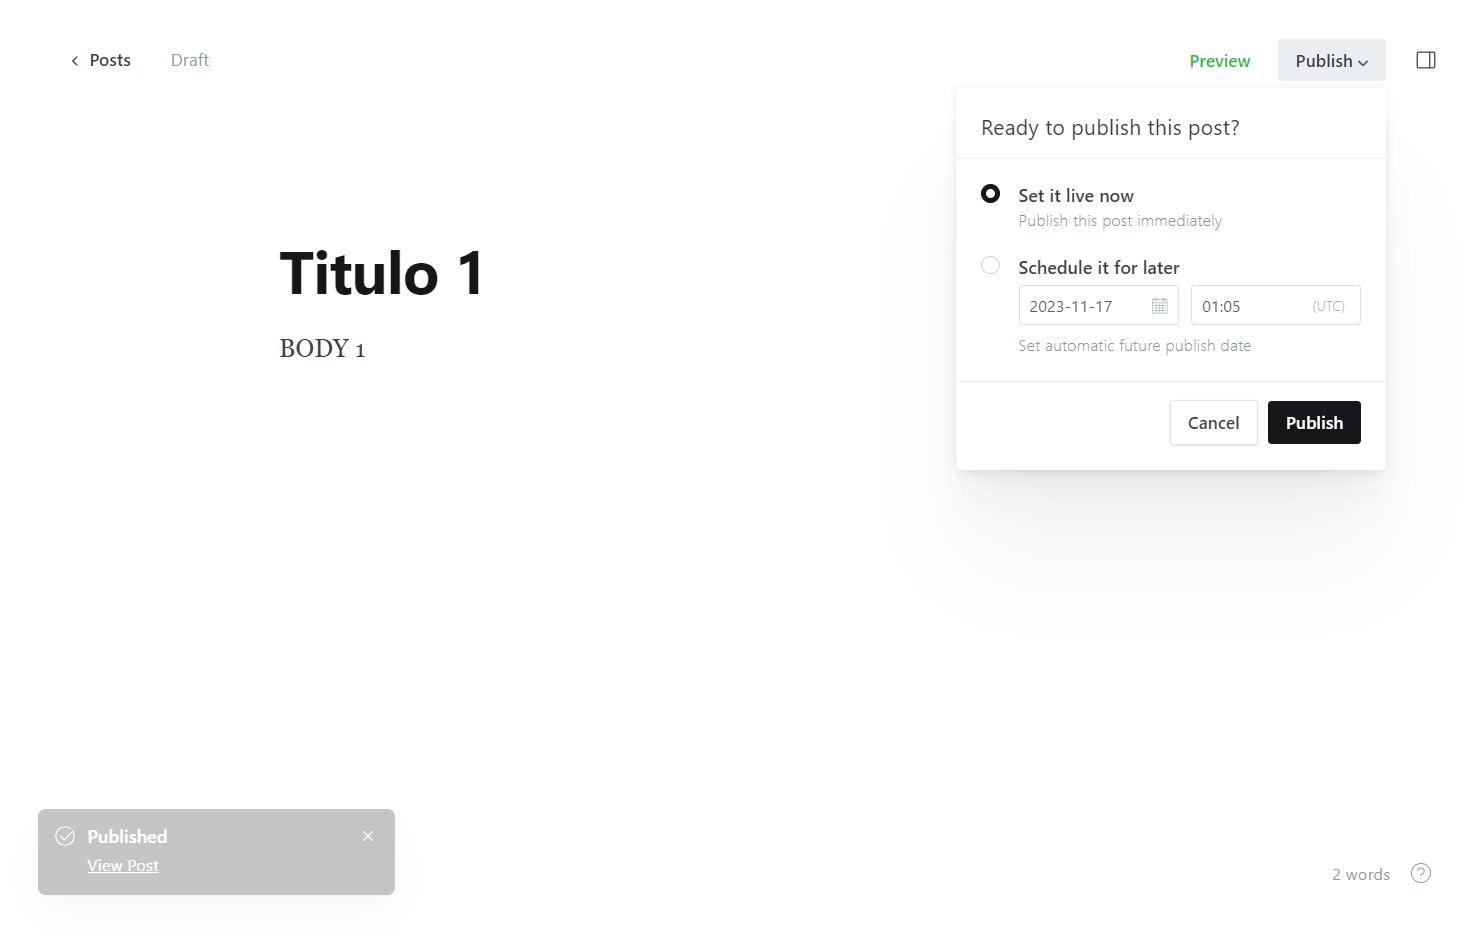 Posts
Draft
Preview
Publish
Ready to publish this post?
Set it live now
Publish this post immediately
Schedule it for later
2023-11-17
01:05
(UTC)
Set automatic future publish date
Cancel
Publish
Titulo 1
BODY 1
Published
View Post
2 words
?